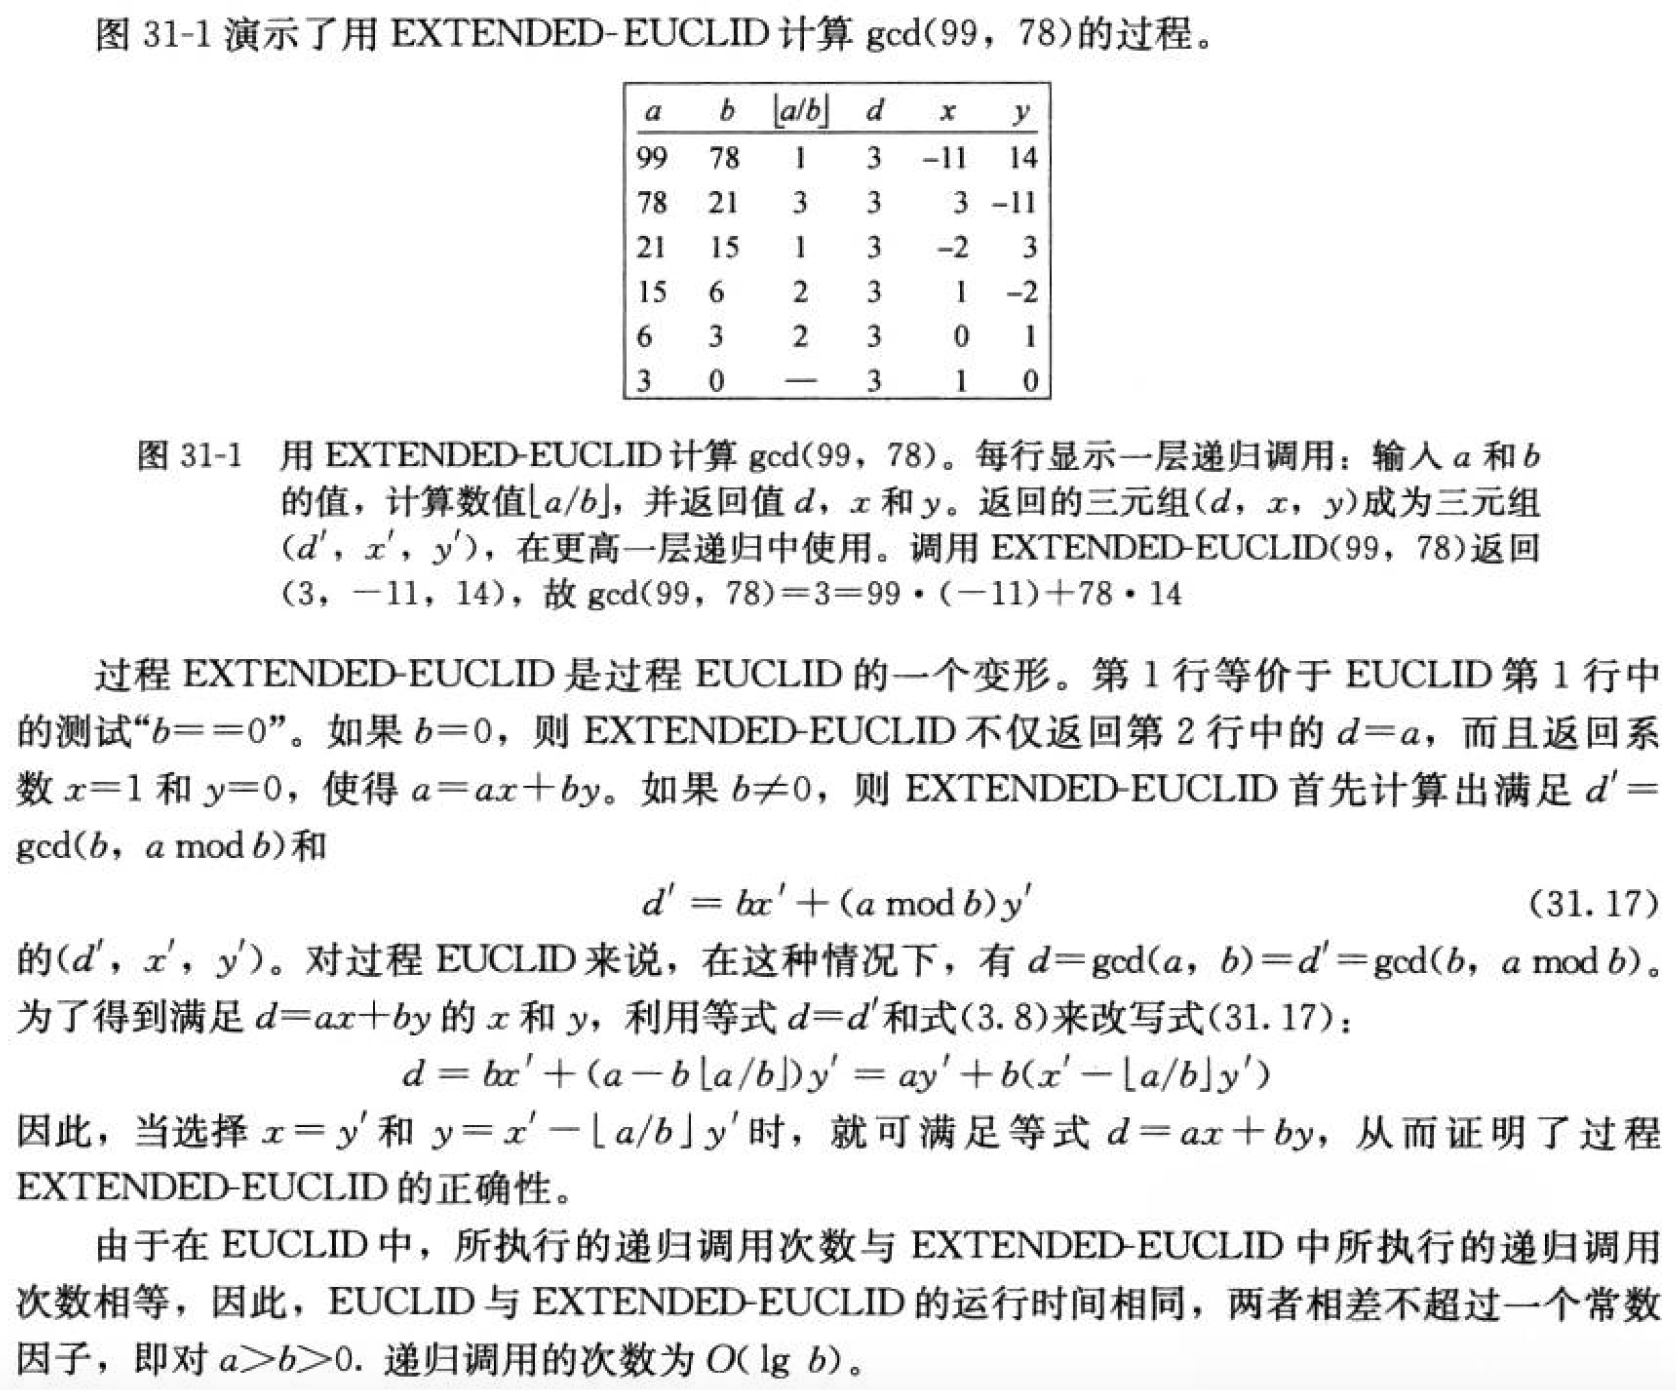 图 31-1 演示了用 EXTENDED-EUCLID 计算 gcd(99, 78)的过程。
a b ⌊a/b⌋ d x y
99 78 1 3 -11 14
78 21 3 3 3 -11
21 15 1 3 -2 3
15 6 2 3 1 -2
6 3 2 3 0 1
3 0 — 3 1 0
图 31-1 用 EXTENDED-EUCLID 计算 gcd(99, 78)。每行显示一层递归调用：输入 a 和 b
的值，计算数值⌊a/b⌋，并返回值 d，x 和 y。返回的三元组(d, x, y)成为三元组
(d′, x′, y′)，在更高一层递归中使用。调用 EXTENDED-EUCLID(99, 78)返回
(3, -11, 14)，故 gcd(99, 78)=3=99·(-11)+78·14
过程 EXTENDED-EUCLID 是过程 EUCLID 的一个变形。第 1 行等价于 EUCLID 第 1 行中
的测试“b==0”。如果 b=0，则 EXTENDED-EUCLID 不仅返回第 2 行中的 d=a，而且返回系
数 x=1 和 y=0，使得 a=ax+by。如果 b≠0，则 EXTENDED-EUCLID 首先计算出满足 d′=
gcd(b, a mod b)和
d′ = bx′ + (a mod b)y′ (31.17)
的(d′, x′, y′)。对过程 EUCLID 来说，在这种情况下，有 d=gcd(a, b)=d′=gcd(b, a mod b)。
为了得到满足 d=ax+by 的 x 和 y，利用等式 d=d′和式(3.8)来改写式(31.17)：
d = bx′ + (a - b⌊a/b⌋)y′ = ay′ + b(x′ - ⌊a/b⌋y′)
因此，当选择 x=y′和 y=x′-⌊a/b⌋y′时，就可满足等式 d=ax+by，从而证明了过程
EXTENDED-EUCLID 的正确性。
由于在 EUCLID 中，所执行的递归调用次数与 EXTENDED-EUCLID 中所执行的递归调用
次数相等，因此，EUCLID 与 EXTENDED-EUCLID 的运行时间相同，两者相差不超过一个常数
因子，即对 a>b>0. 递归调用的次数为 O(lg b)。